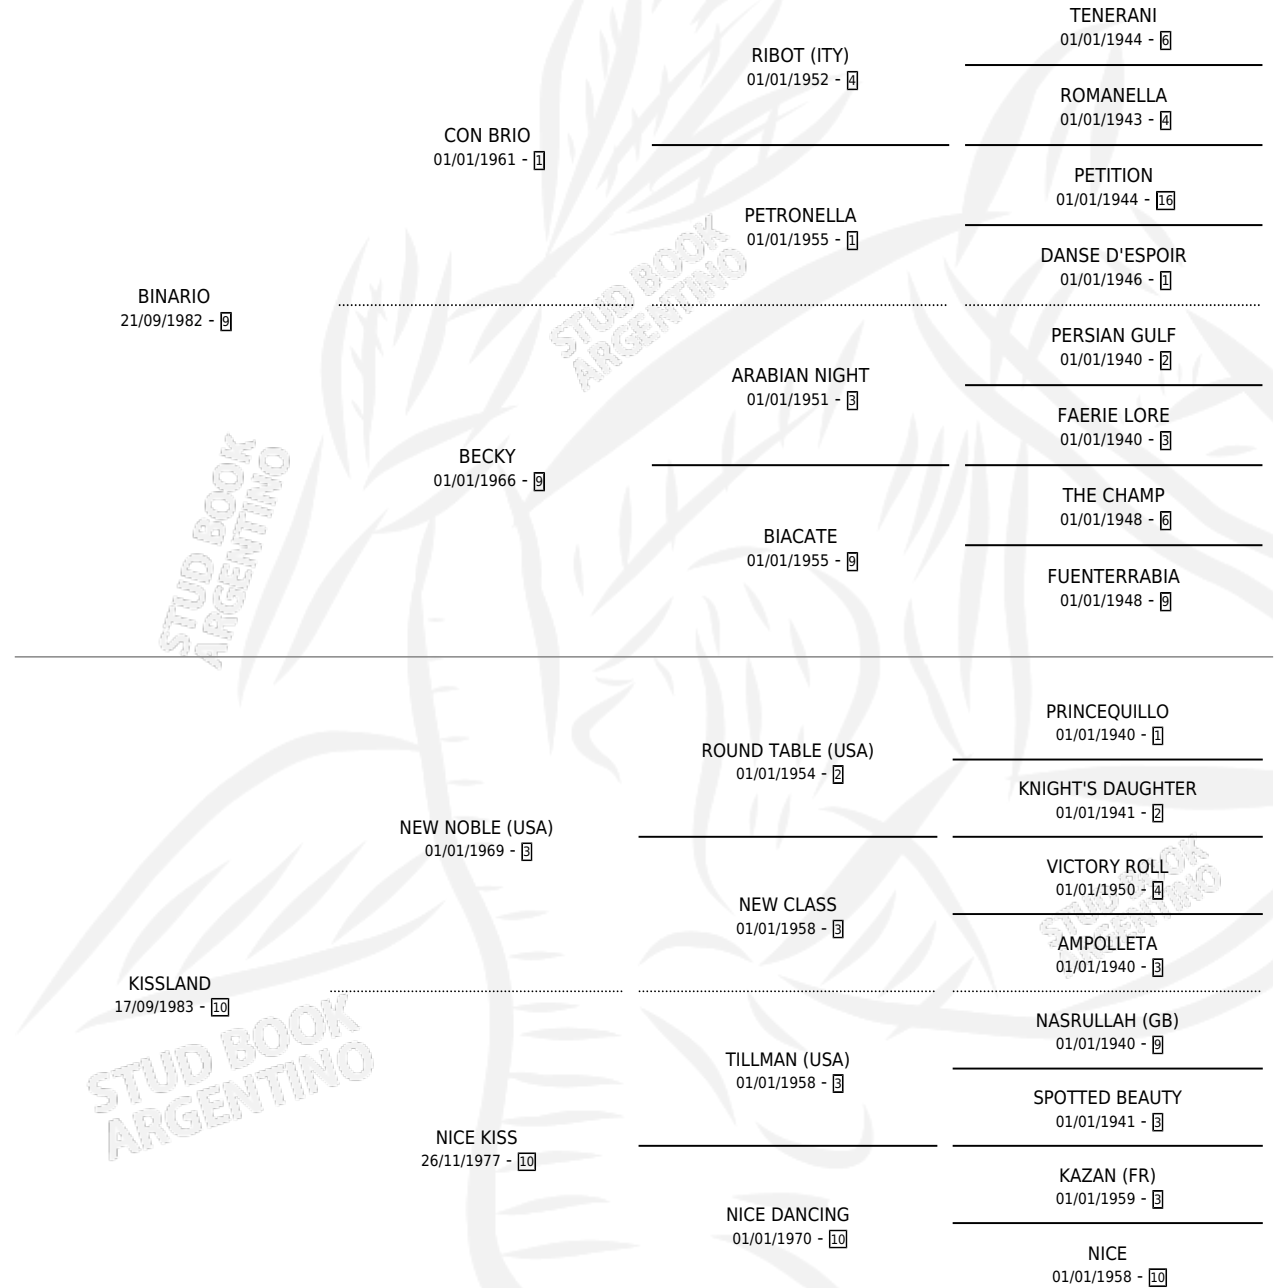 TENERANI
01/01/1944 - 6
RIBOT (ITY)
01/01/1952 - 4
ROMANELLA
01/01/1943 - 4
CON BRIO
01/01/1961 - 1
PETITION
01/01/1944 - 16
PETRONELLA
01/01/1955 - 1
DANSE D'ESPOIR
01/01/1946 - 1
BINARIO
21/09/1982 - 9
STUD BOOK
ARGENTINO
PERSIAN GULF
01/01/1940 - 2
ARABIAN NIGHT
01/01/1951 - 3
FAERIE LORE
01/01/1940 - 3
BECKY
01/01/1966 - 9
THE CHAMP
01/01/1948 - 6
BIACATE
01/01/1955 - 9
FUENTERRABIA
01/01/1948 - 9
STUD BOOK
ARGENTINO
PRINCEQUILLO
01/01/1940 - 1
ROUND TABLE (USA)
01/01/1954 - 2
KNIGHT'S DAUGHTER
01/01/1941 - 2
NEW NOBLE (USA)
01/01/1969 - 3
VICTORY ROLL
01/01/1950 - 4
NEW CLASS
01/01/1958 - 3
AMPOLLETA
01/01/1940 - 3
STUD BOOK
ARGENTINO
KISSLAND
17/09/1983 - 10
NASRULLAH (GB)
01/01/1940 - 9
TILLMAN (USA)
01/01/1958 - 3
SPOTTED BEAUTY
01/01/1941 - 3
STUD BOOK
ARGENTINO
NICE KISS
26/11/1977 - 10
KAZAN (FR)
01/01/1959 - 3
NICE DANCING
01/01/1970 - 10
NICE
01/01/1958 - 10